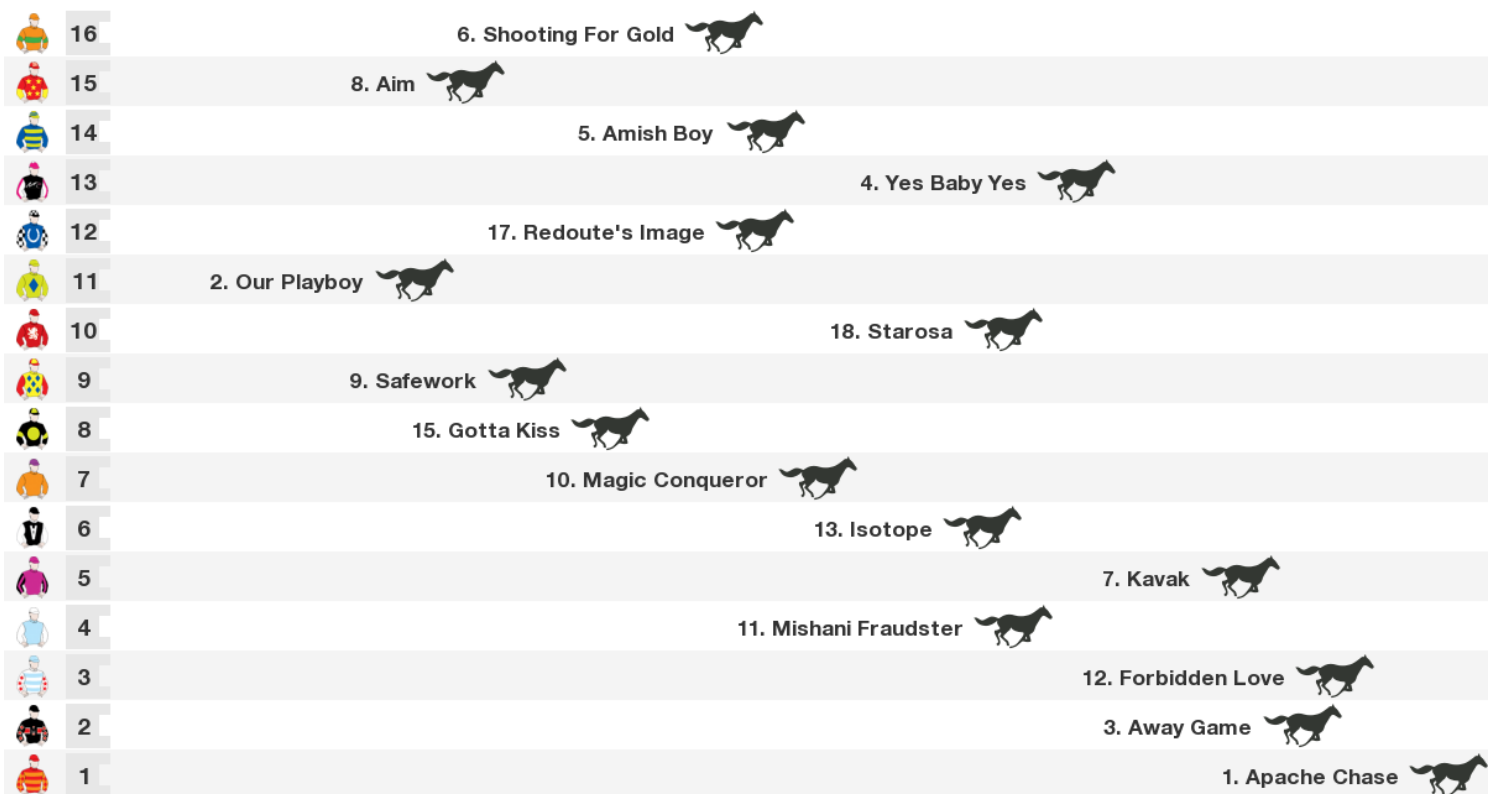 16 6. Shooting For Gold
15 8. Aim
14 5. Amish Boy
13 4. Yes Baby Yes
12 17. Redoute's Image
11 2. Our Playboy
10 18. Starosa
9 9. Safework
8 15. Gotta Kiss
7 10. Magic Conqueror
6 13. Isotope
5 7. Kavak
4 11. Mishani Fraudster
3 12. Forbidden Love
2 3. Away Game
1 1. Apache Chase